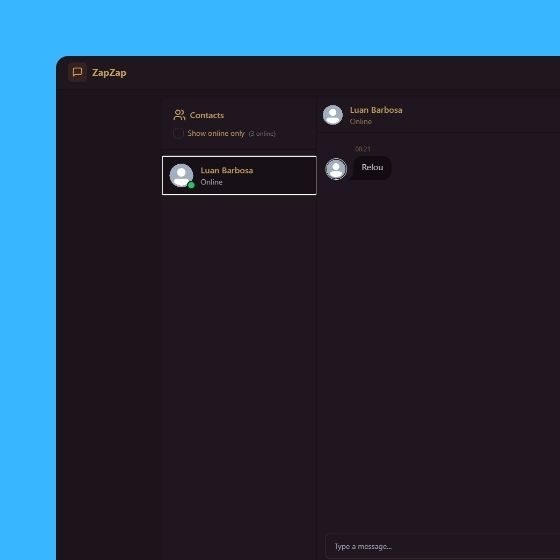 ZapZap
Contacts
Show online only (3 online)
Luan Barbosa
Online
Luan Barbosa
Online
08:21
Relou
Type a message...